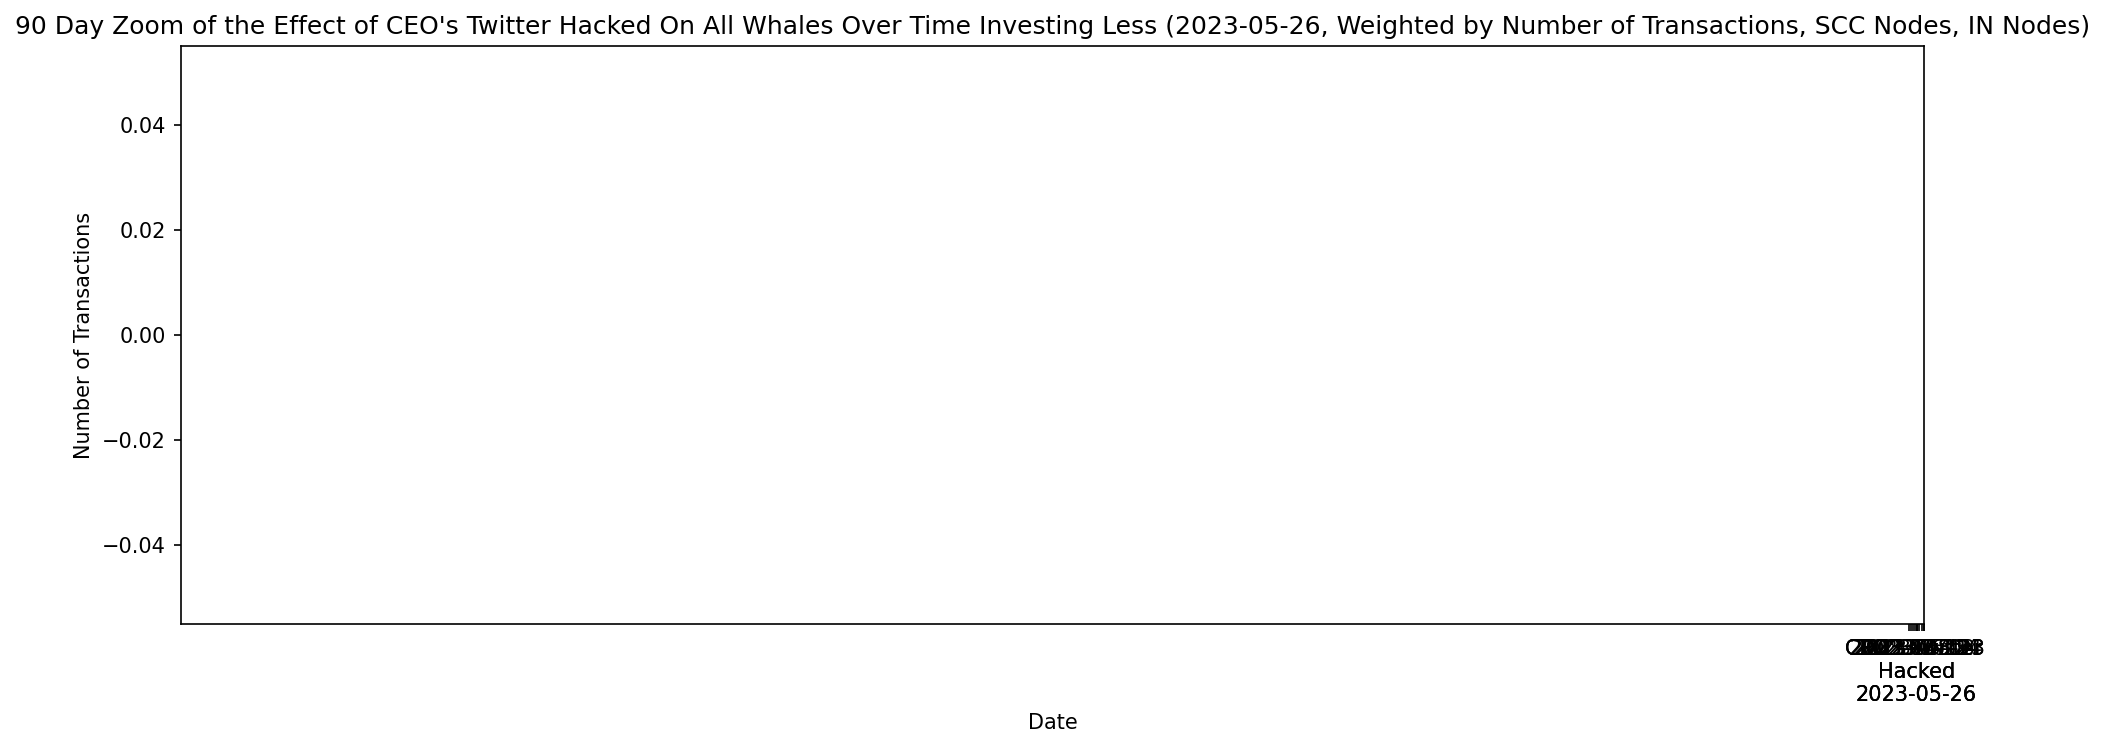 90 Day Zoom of the Effect of CEO's Twitter Hacked On All Whales Over Time Investing Less (2023-05-26, Weighted by Number of Transactions, SCC Nodes, IN Nodes)
0.04
0.02
0.00
−0.02
−0.04
Number of Transactions
Hacked
2023-05-26
Date